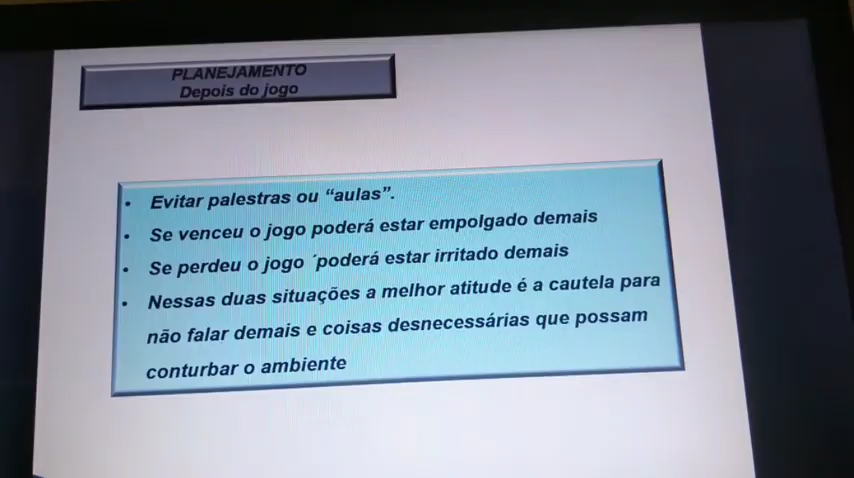 PLANEJAMENTO
Depois do jogo
• Evitar palestras ou “aulas”.
• Se venceu o jogo poderá estar empolgado demais
• Se perdeu o jogo ´poderá estar irritado demais
• Nessas duas situações a melhor atitude é a cautela para
não falar demais e coisas desnecessárias que possam
conturbar o ambiente